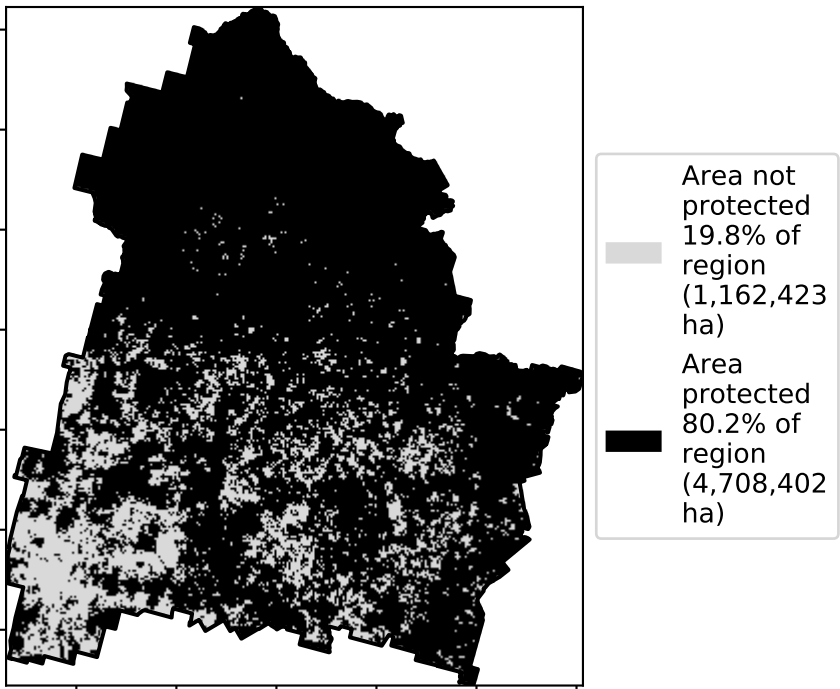 Area not
protected
19.8% of
region
(1,162,423
ha)
Area
protected
80.2% of
region
(4,708,402
ha)